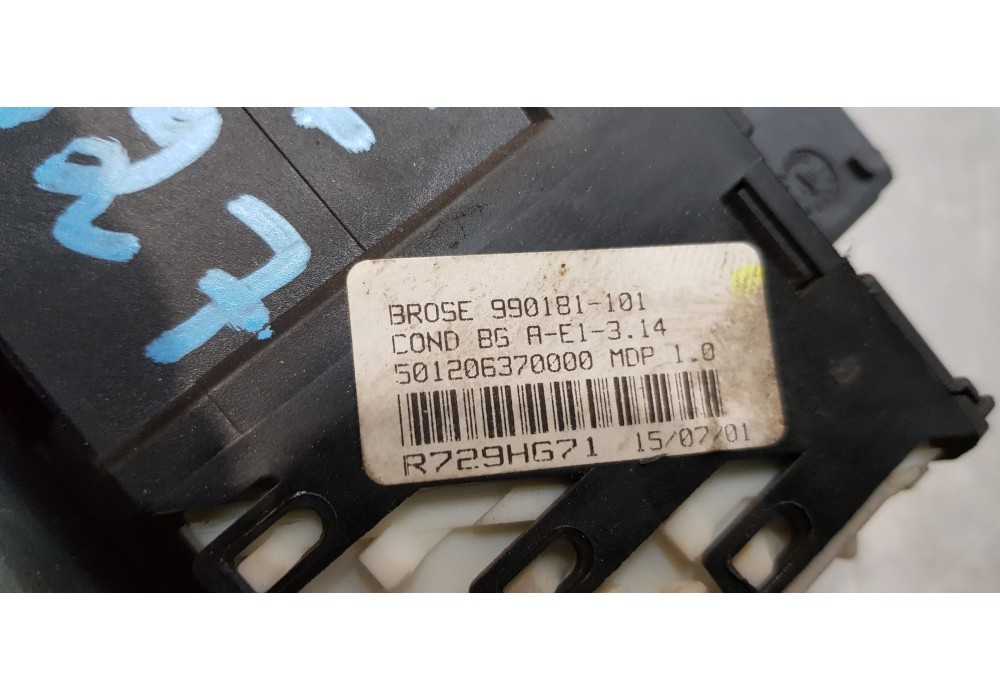 BROSE 990181-101
COND BG A-E1-3.14
501206370000 MDP 1.0
R729HG71 15/07/01